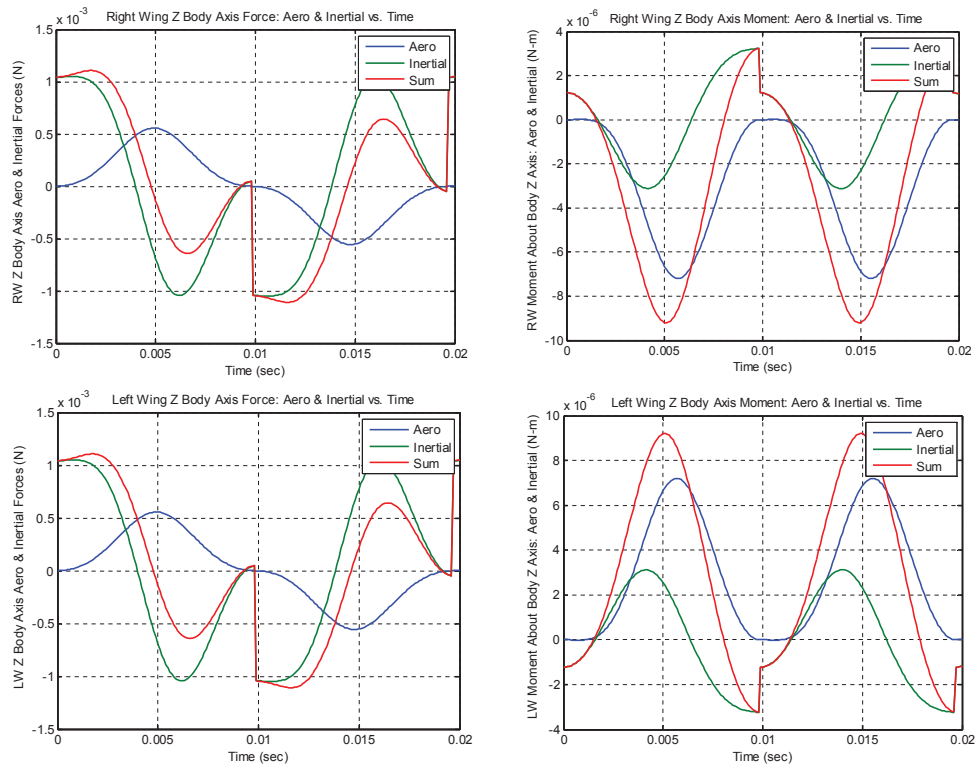 Right Wing Z Body Axis Force: Aero & Inertial vs. Time
x 10⁻³
1.5
1
0.5
0
-0.5
-1
-1.5
RW Z Body Axis Aero & Inertial Forces (N)
Aero
Inertial
Sum
0
0.005
0.01
0.015
0.02
Time (sec)
Right Wing Z Body Axis Moment: Aero & Inertial vs. Time
x 10⁻⁶
4
2
0
-2
-4
-6
-8
-10
RW Moment About Body Z Axis: Aero & Inertial (N-m)
Aero
Inertial
Sum
0
0.005
0.01
0.015
0.02
Time (sec)
Left Wing Z Body Axis Force: Aero & Inertial vs. Time
x 10⁻³
1.5
1
0.5
0
-0.5
-1
-1.5
LW Z Body Axis Aero & Inertial Forces (N)
Aero
Inertial
Sum
0
0.005
0.01
0.015
0.02
Time (sec)
Left Wing Z Body Axis Moment: Aero & Inertial vs. Time
x 10⁻⁶
10
8
6
4
2
0
-2
-4
LW Moment About Body Z Axis: Aero & Inertial (N-m)
Aero
Inertial
Sum
0
0.005
0.01
0.015
0.02
Time (sec)